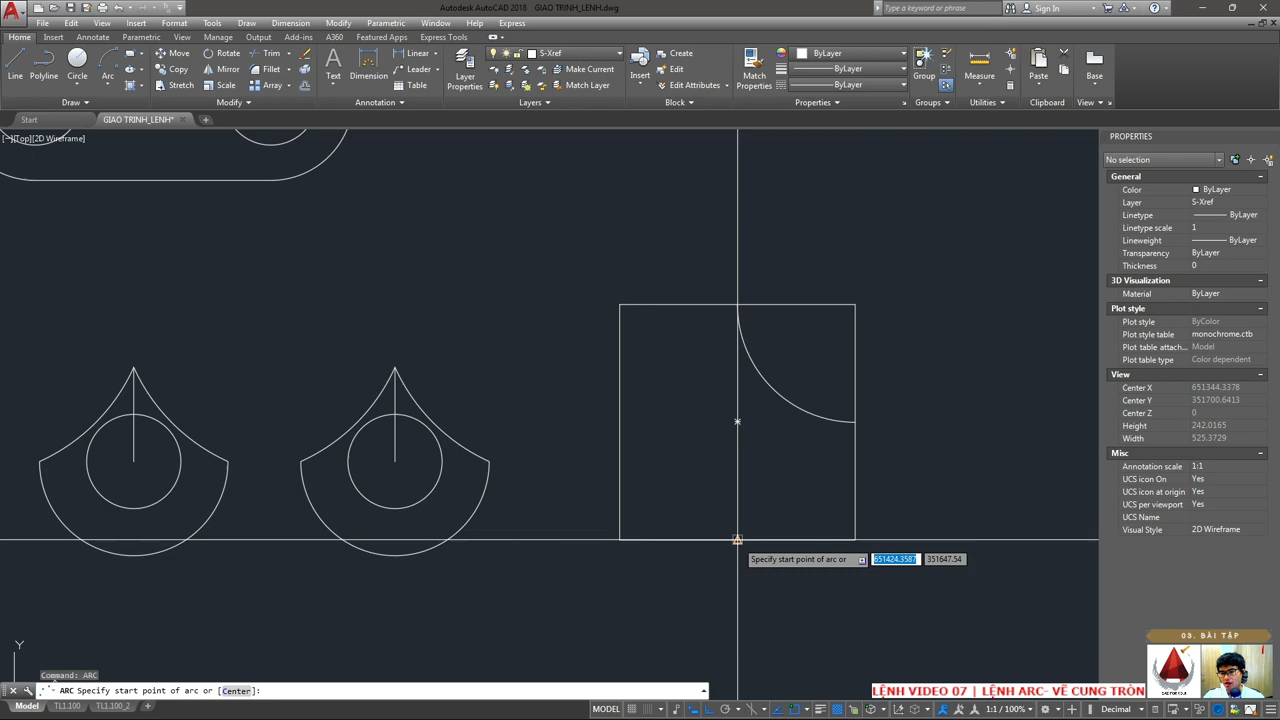 Autodesk AutoCAD 2018 GIAO TRINH_LENH.dwg
Type a keyword or phrase
Sign In
File Edit View Insert Format Tools Draw Dimension Modify Parametric Window Help Express
Home Insert Annotate Parametric View Manage Output Add-ins A360 Featured Apps Express Tools
Line Polyline Circle Arc
Move Rotate Trim
Copy Mirror Fillet
Stretch Scale Array
Text Dimension
Linear
Leader
Table
Layer Properties
S-Xref
Make Current
Match Layer
Insert
Create
Edit
Edit Attributes
Match Properties
ByLayer
ByLayer
ByLayer
Group Measure Paste Base
Draw Modify Annotation Layers Block Properties Groups Utilities Clipboard View
Start GIAO TRINH_LENH*
[–][Top][2D Wireframe]
PROPERTIES
No selection
General
Color ByLayer
Layer S-Xref
Linetype ByLayer
Linetype scale 1
Lineweight ByLayer
Transparency ByLayer
Thickness 0
3D Visualization
Material ByLayer
Plot style
Plot style ByColor
Plot style table monochrome.ctb
Plot table attach... Model
Plot table type Color dependent
View
Center X 651344.3378
Center Y 351700.6413
Center Z 0
Height 242.0165
Width 525.3729
Misc
Annotation scale 1:1
UCS icon On Yes
UCS icon at origin Yes
UCS per viewport Yes
UCS Name
Visual Style 2D Wireframe
Specify start point of arc or 651424.3587 351647.54
Y
03. BÀI TẬP
Command: ARC
ARC Specify start point of arc or [Center]:
LỆNH VIDEO 07 | LỆNH ARC- VẼ CUNG TRÒN
Model TL1.100 TL1.100_2
MODEL 1:1 / 100% Decimal